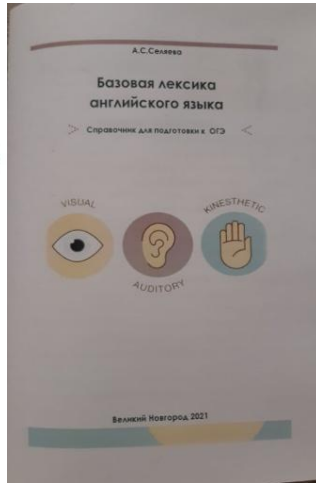 А.С.Селяева
Базовая лексика
английского языка
Справочник для подготовки к ОГЭ
VISUAL
KINESTHETIC
AUDITORY
Великий Новгород 2021